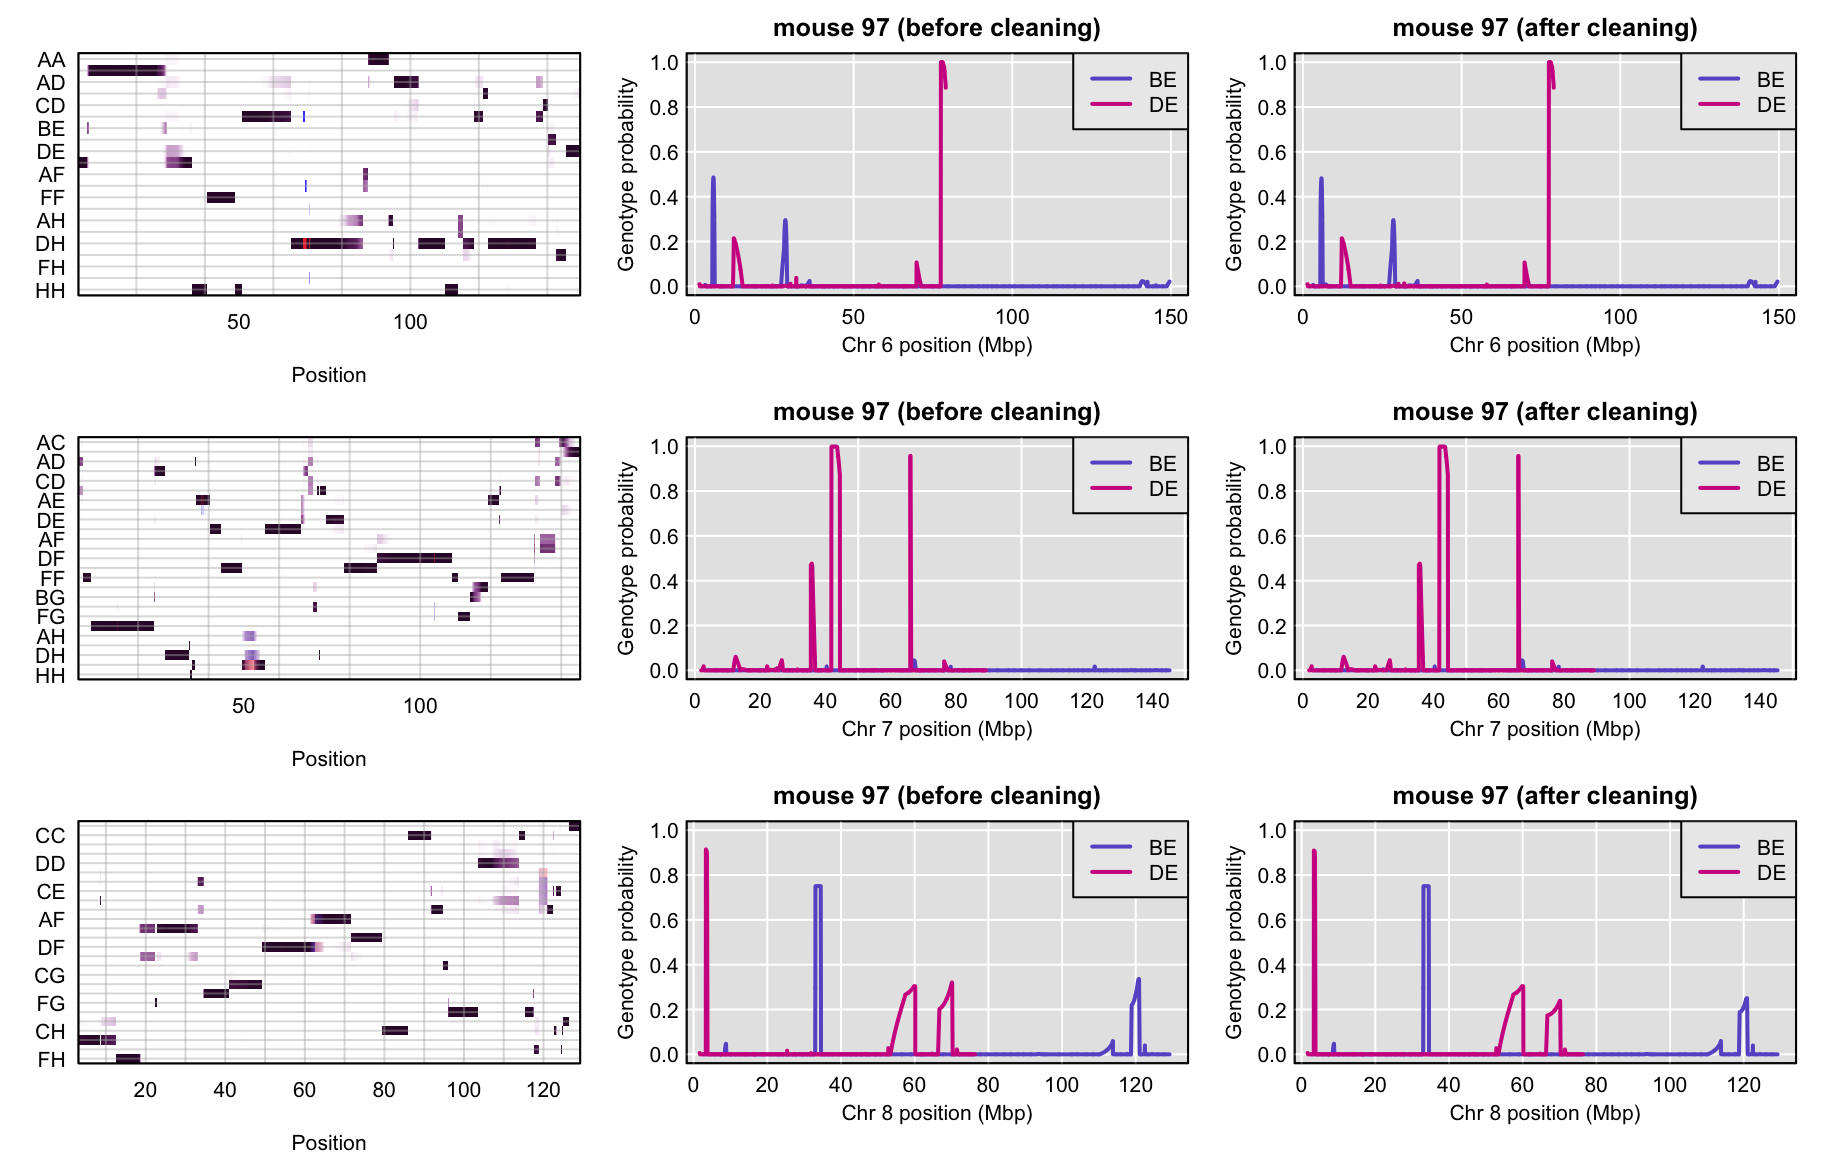 mouse 97 (before cleaning)
mouse 97 (after cleaning)
AA
AD
CD
BE
DE
AF
FF
AH
DH
FH
HH
50 100
Position
Genotype probability
1.0
0.8
0.6
0.4
0.2
0.0
BE
DE
0 50 100 150
Chr 6 position (Mbp)
Genotype probability
1.0
0.8
0.6
0.4
0.2
0.0
BE
DE
0 50 100 150
Chr 6 position (Mbp)
mouse 97 (before cleaning)
mouse 97 (after cleaning)
AC
AD
CD
AE
DE
AF
DF
FF
BG
FG
AH
DH
HH
50 100
Position
Genotype probability
1.0
0.8
0.6
0.4
0.2
0.0
BE
DE
0 20 40 60 80 100 120 140
Chr 7 position (Mbp)
Genotype probability
1.0
0.8
0.6
0.4
0.2
0.0
BE
DE
0 20 40 60 80 100 120 140
Chr 7 position (Mbp)
mouse 97 (before cleaning)
mouse 97 (after cleaning)
CC
DD
CE
AF
DF
CG
FG
CH
FH
20 40 60 80 100 120
Position
Genotype probability
1.0
0.8
0.6
0.4
0.2
0.0
BE
DE
0 20 40 60 80 100 120
Chr 8 position (Mbp)
Genotype probability
1.0
0.8
0.6
0.4
0.2
0.0
BE
DE
0 20 40 60 80 100 120
Chr 8 position (Mbp)